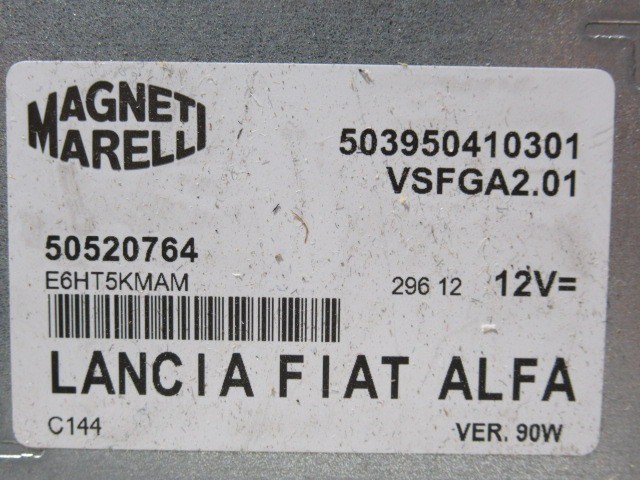 MAGNETI
MARELLI
503950410301
VSFGA2.01
50520764
E6HT5KMAM
296 12 12V=
LANCIA FIAT ALFA
C144 VER. 90W